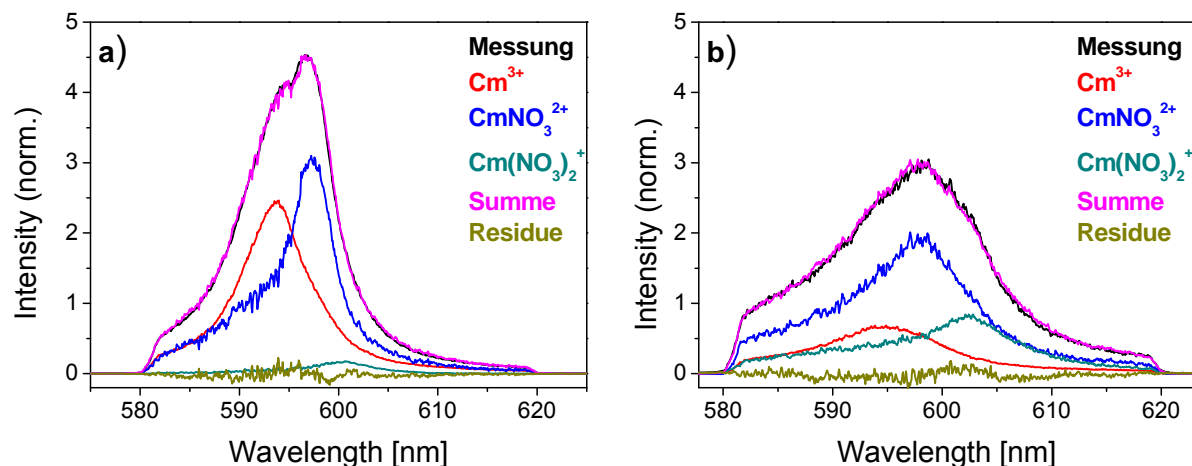 a)
Messung
Cm³⁺
CmNO₃²⁺
Cm(NO₃)₂⁺
Summe
Residue
Intensity (norm.)
5
4
3
2
1
0
580 590 600 610 620
Wavelength [nm]
b)
Messung
Cm³⁺
CmNO₃²⁺
Cm(NO₃)₂⁺
Summe
Residue
Intensity (norm.)
5
4
3
2
1
0
580 590 600 610 620
Wavelength [nm]